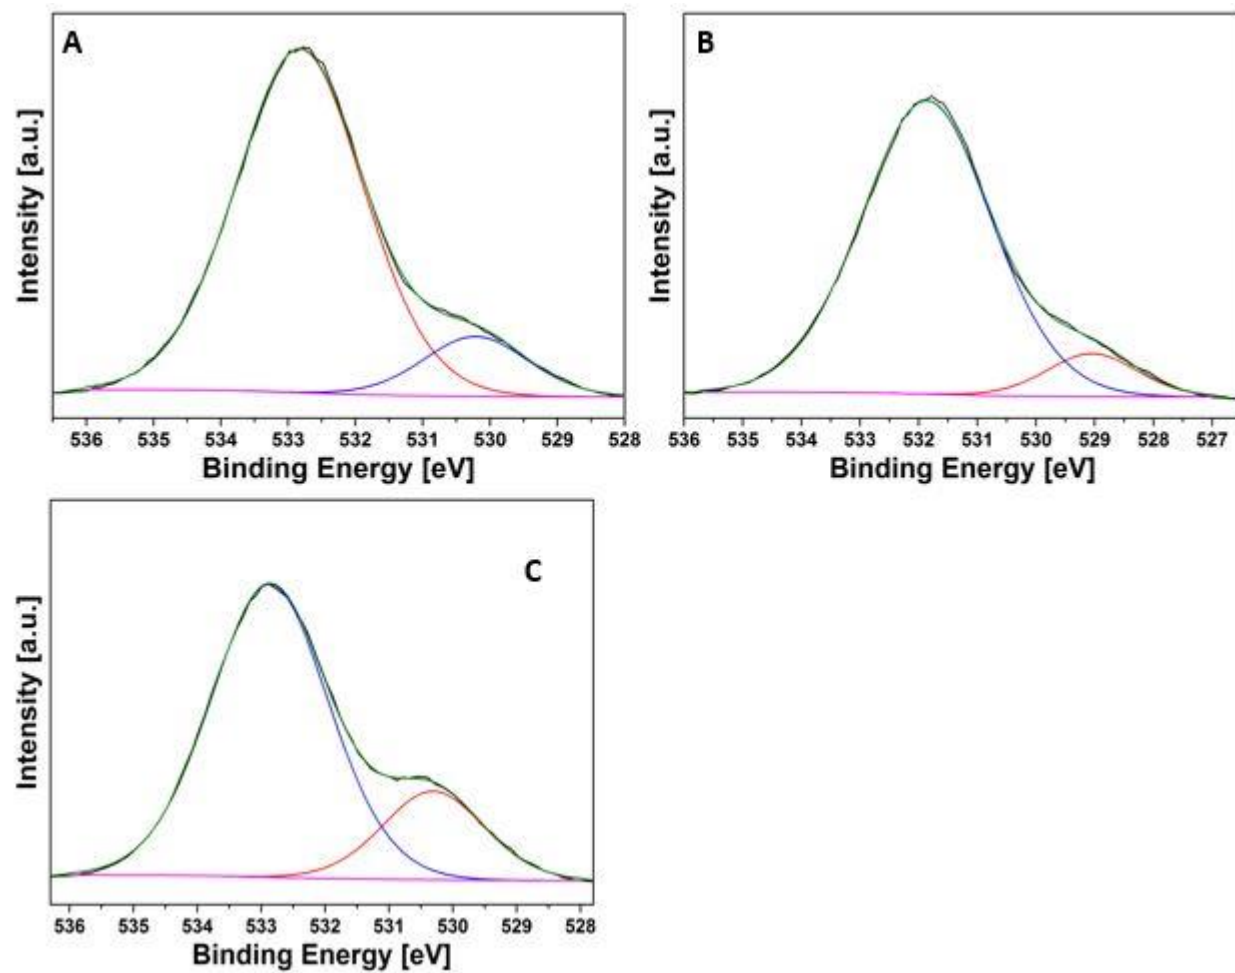 A
Intensity [a.u.]
536 535 534 533 532 531 530 529 528
Binding Energy [eV]
B
Intensity [a.u.]
536 535 534 533 532 531 530 529 528 527
Binding Energy [eV]
C
Intensity [a.u.]
536 535 534 533 532 531 530 529 528
Binding Energy [eV]